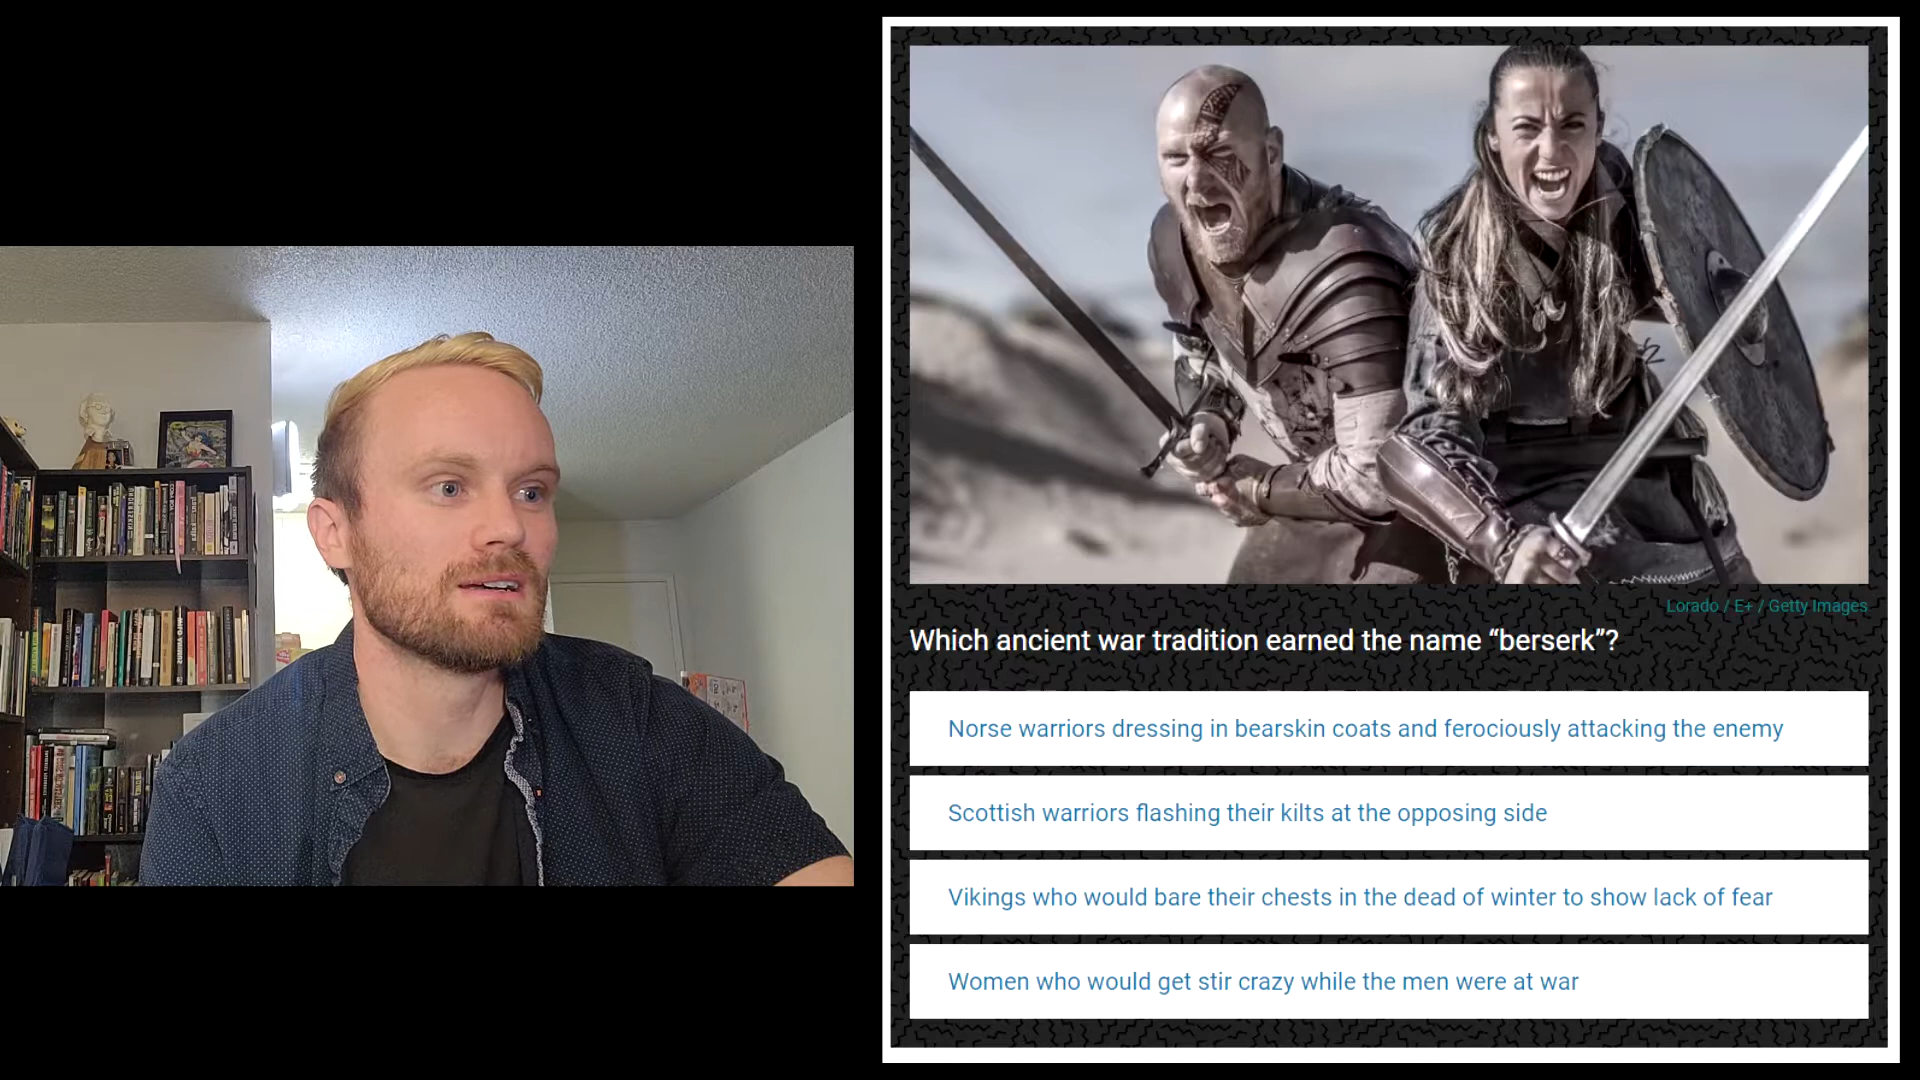 Lorado / E+ / Getty Images
Which ancient war tradition earned the name “berserk”?
Norse warriors dressing in bearskin coats and ferociously attacking the enemy
Scottish warriors flashing their kilts at the opposing side
Vikings who would bare their chests in the dead of winter to show lack of fear
Women who would get stir crazy while the men were at war